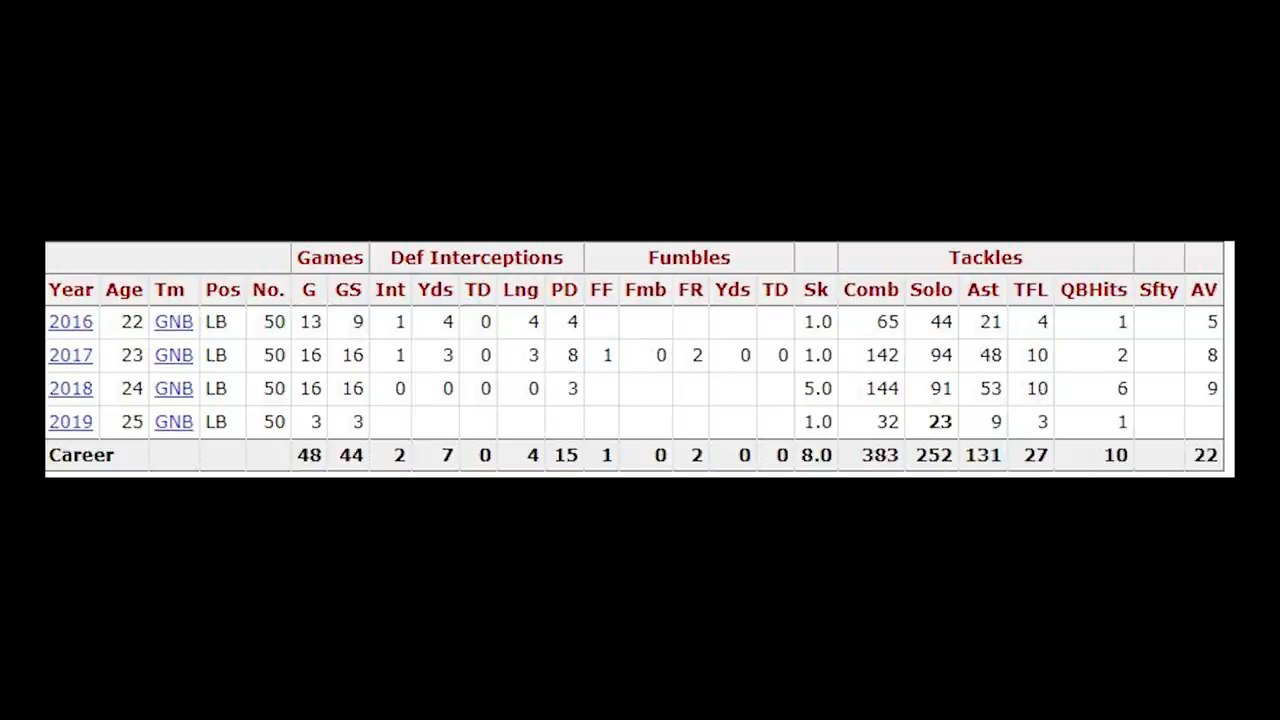 Games Def Interceptions Fumbles Tackles
Year Age Tm Pos No. G GS Int Yds TD Lng PD FF Fmb FR Yds TD Sk Comb Solo Ast TFL QBHits Sfty AV
2016 22 GNB LB 50 13 9 1 4 0 4 4 1.0 65 44 21 4 1 5
2017 23 GNB LB 50 16 16 1 3 0 3 8 1 0 2 0 0 1.0 142 94 48 10 2 8
2018 24 GNB LB 50 16 16 0 0 0 0 3 5.0 144 91 53 10 6 9
2019 25 GNB LB 50 3 3 1.0 32 23 9 3 1
Career 48 44 2 7 0 4 15 1 0 2 0 0 8.0 383 252 131 27 10 22